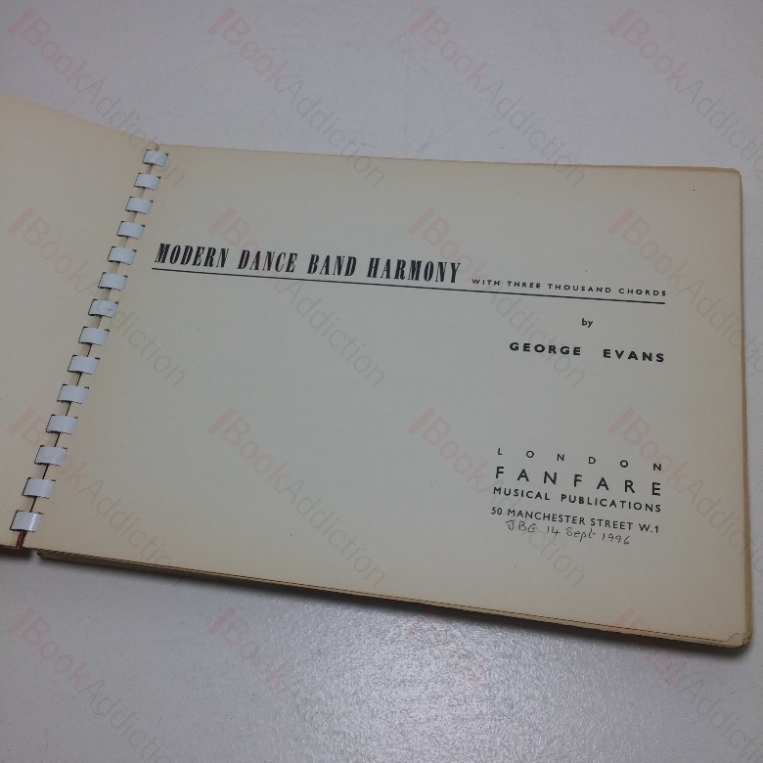 MODERN DANCE BAND HARMONY WITH THREE THOUSAND CHORDS
by
GEORGE EVANS
LONDON
FANFARE
MUSICAL PUBLICATIONS
50 MANCHESTER STREET W.1
JBG 14 Sept 1996
BookAddiction